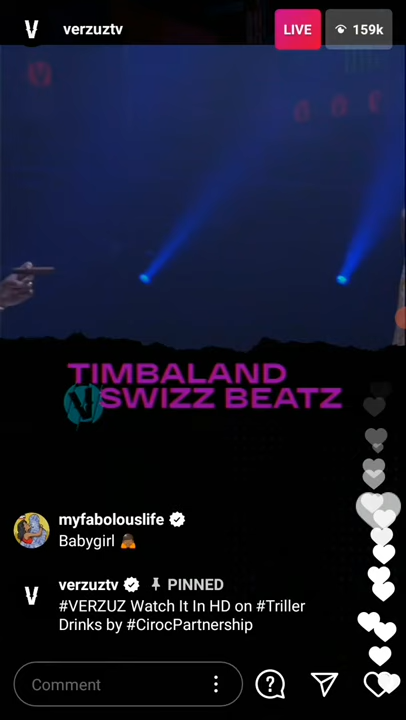 verzuztv
LIVE
159k
TIMBALAND
SWIZZ BEATZ
myfabolouslife
Babygirl
verzuztv PINNED
#VERZUZ Watch It In HD on #Triller
Drinks by #CirocPartnership
Comment